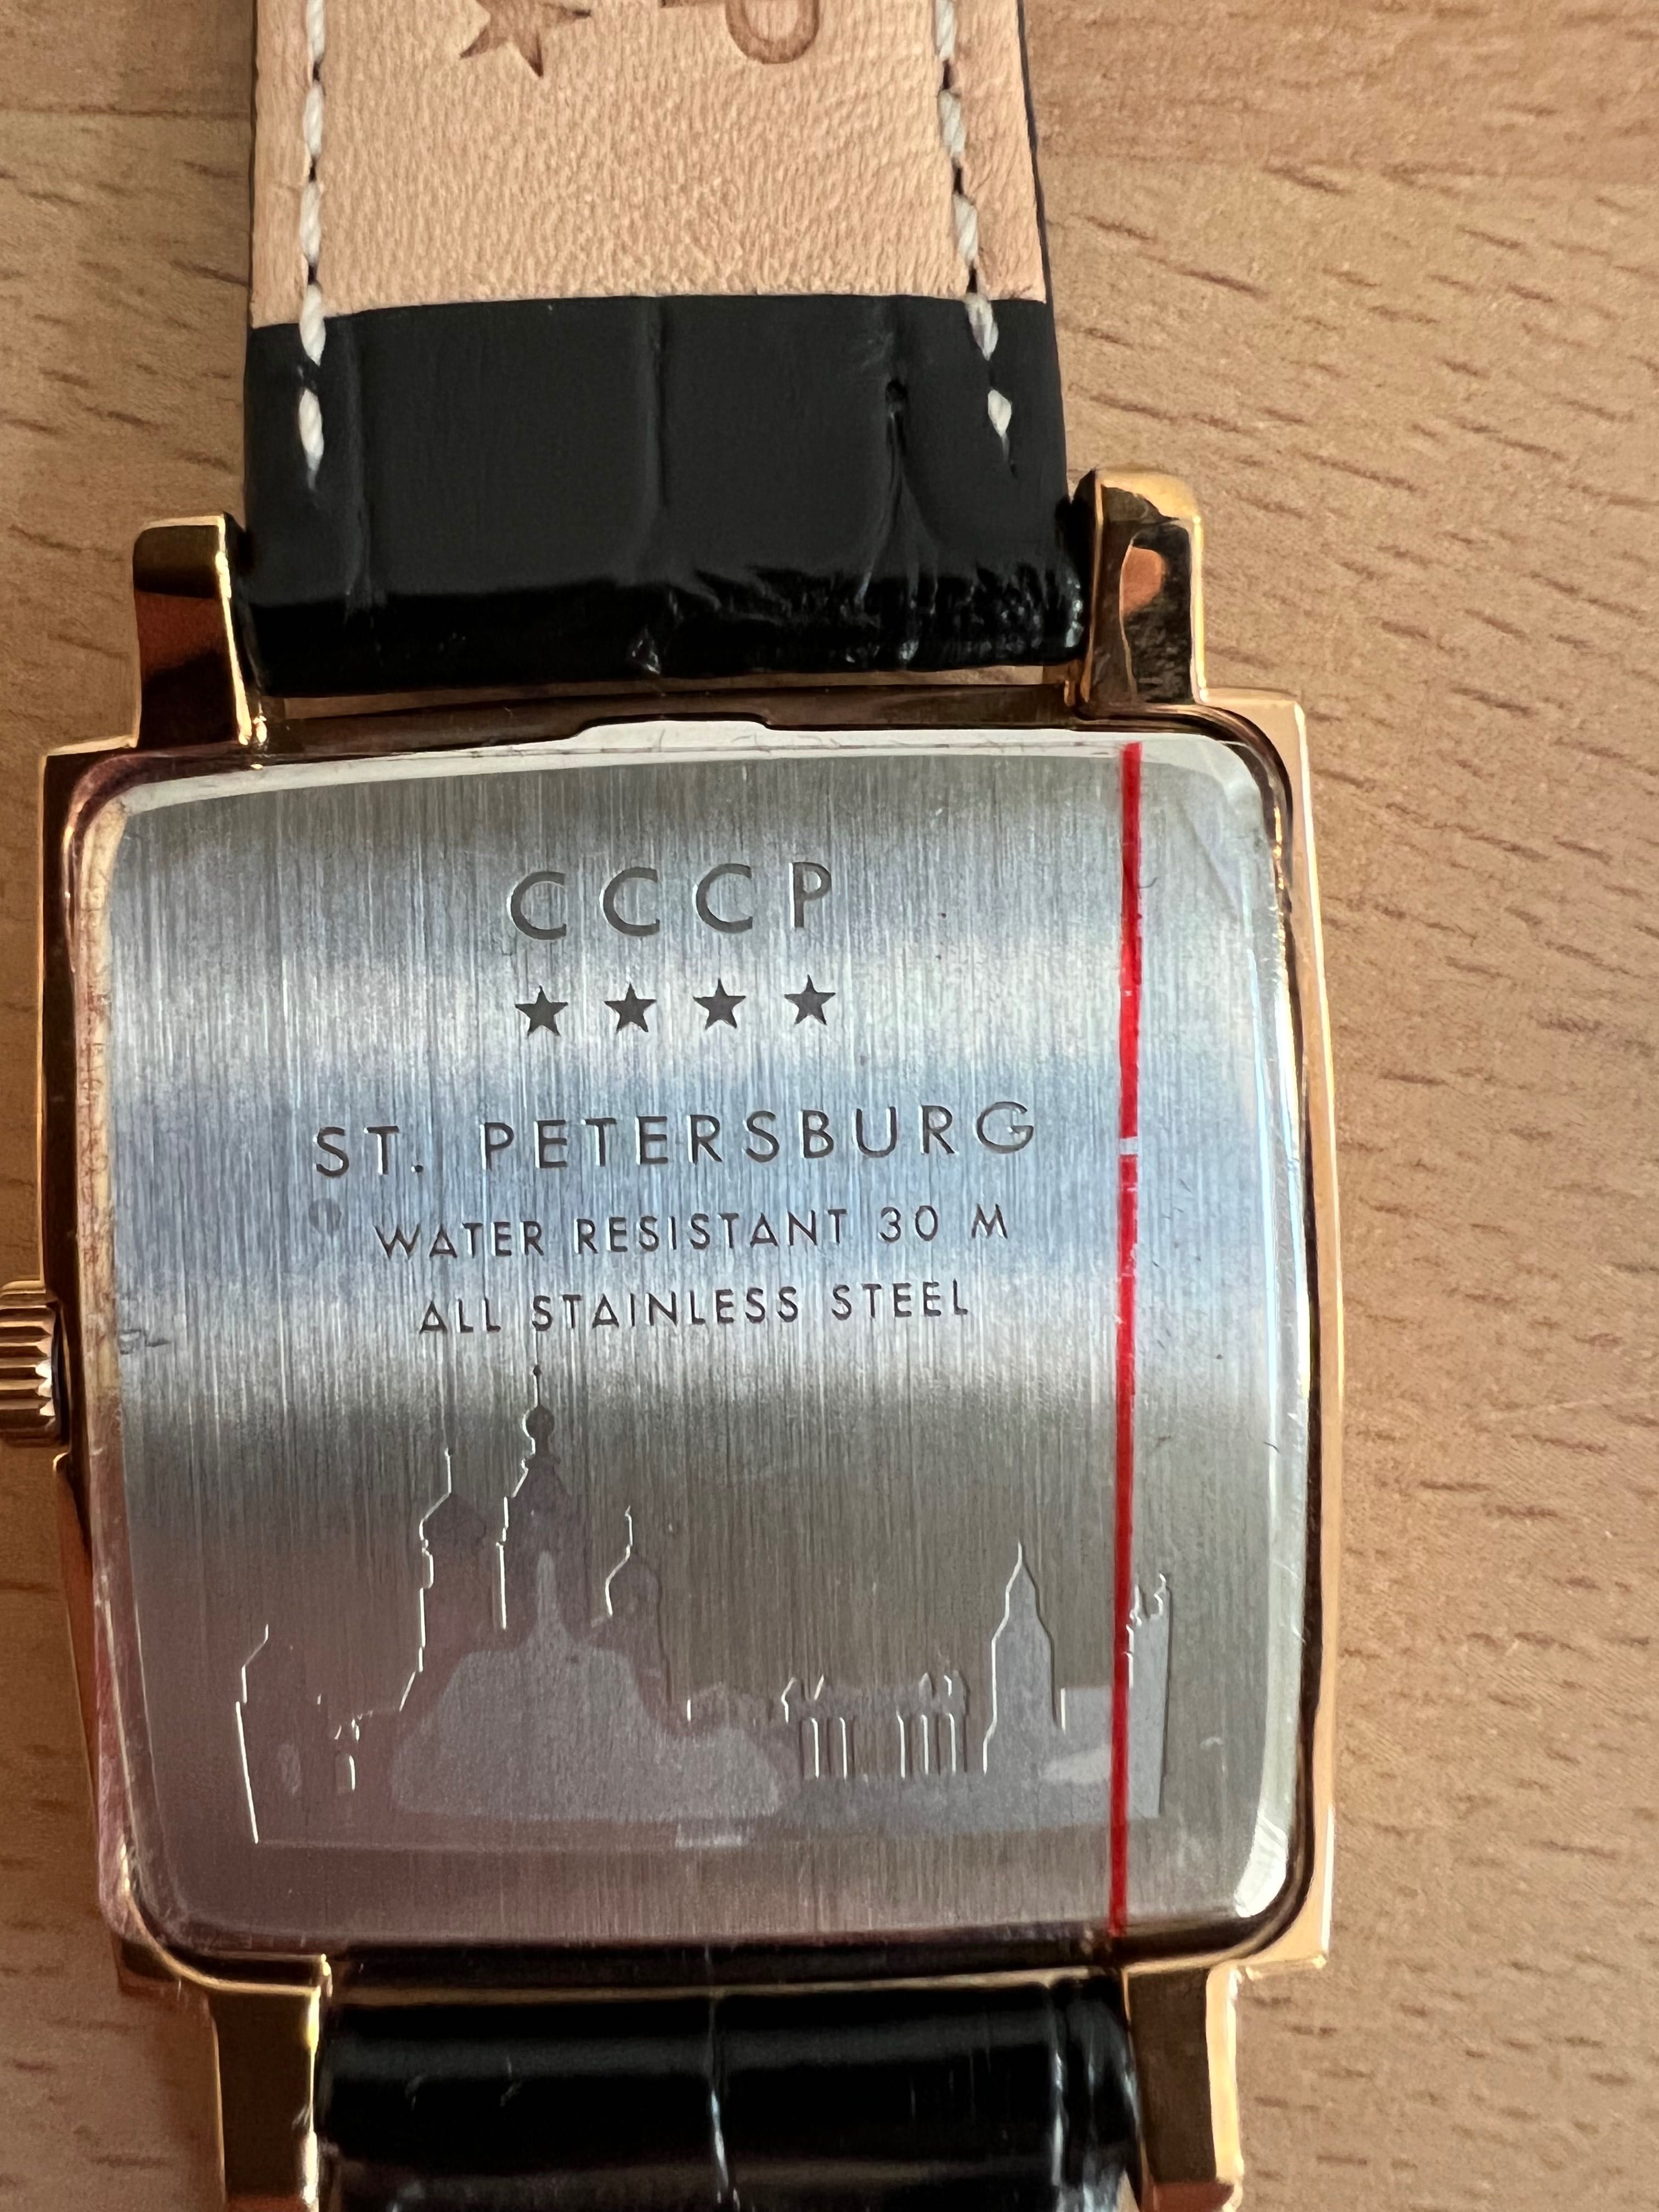 CCCP
★★★★
ST. PETERSBURG
WATER RESISTANT 30 M
ALL STAINLESS STEEL